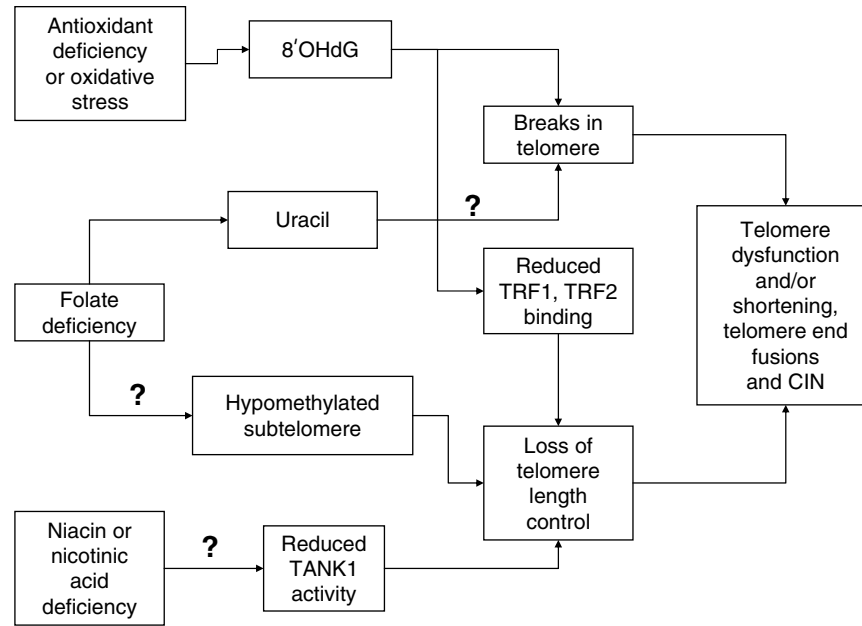 Antioxidant
deficiency
or oxidative
stress
8′OHdG
Breaks in
telomere
Uracil
?
Folate
deficiency
Reduced
TRF1, TRF2
binding
Telomere
dysfunction
and/or
shortening,
telomere end
fusions
and CIN
?
Hypomethylated
subtelomere
Loss of
telomere
length
control
Niacin or
nicotinic
acid
deficiency
?
Reduced
TANK1
activity